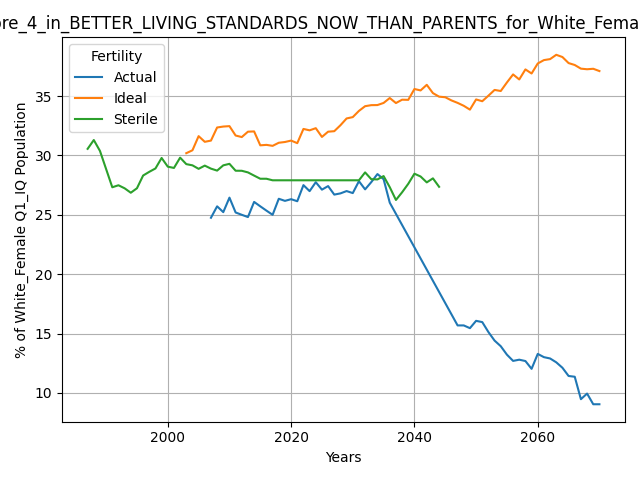 ore_4_in_BETTER_LIVING_STANDARDS_NOW_THAN_PARENTS_for_White_Fema
Fertility
Actual
Ideal
Sterile
% of White_Female Q1_IQ Population
35
30
25
20
15
10
2000
2020
2040
2060
Years